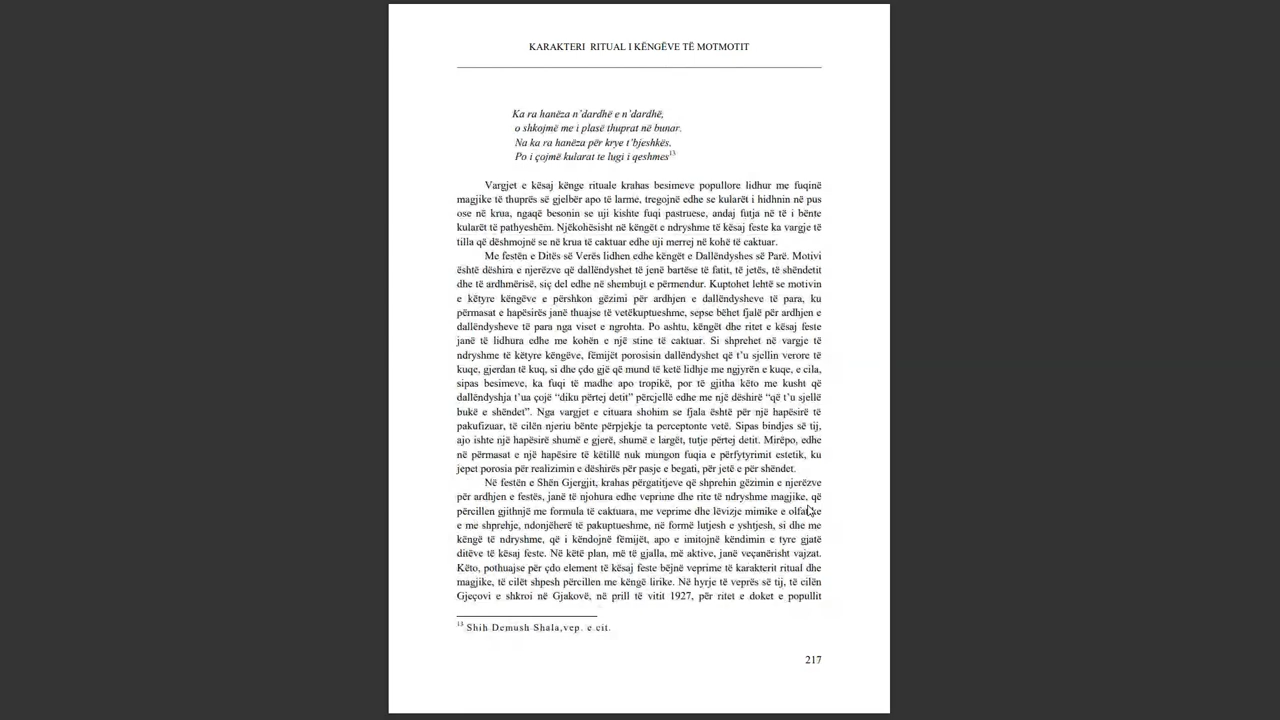 KARAKTERI RITUAL I KËNGËVE TË MOTMOTIT
Ka ra hanëza n'dardhë e n'dardhë,
o shkojmë me i plasë thuprat në bunar.
Na ka ra hanëza për krye t'bjeshkës.
Po i çojmë kularat te lugi i qeshmes13.
Vargjet e kësaj kënge rituale krahas besimeve popullore lidhur me fuqinë
magjike të thuprës së gjelbër apo të larme, tregojnë edhe se kularët i hidhnin në pus
ose në krua, ngaqë besonin se uji kishte fuqi pastruese, andaj futja në të i bënte
kularët të pathyeshëm. Njëkohësisht në këngët e ndryshme të kësaj feste ka vargje të
tilla që dëshmojnë se në krua të caktuar edhe uji merrej në kohë të caktuar.
Me festën e Ditës së Verës lidhen edhe këngët e Dallëndyshes së Parë. Motivi
është dëshira e njerëzve që dallëndyshet të jenë bartëse të fatit, të jetës, të shëndetit
dhe të ardhmërisë, siç del edhe në shembujt e përmendur. Kuptohet lehtë se motivin
e këtyre këngëve e përshkon gëzimi për ardhjen e dallëndysheve të para, ku
përmasat e hapësirës janë thuajse të vetëkuptueshme, sepse bëhet fjalë për ardhjen e
dallëndysheve të para nga viset e ngrohta. Po ashtu, këngët dhe ritet e kësaj feste
janë të lidhura edhe me kohën e një stine të caktuar. Si shprehet në vargje të
ndryshme të këtyre këngëve, fëmijët porosisin dallëndyshet që t'u sjellin verore të
kuqe, gjerdan të kuq, si dhe çdo gjë që mund të ketë lidhje me ngjyrën e kuqe, e cila,
sipas besimeve, ka fuqi të madhe apo tropikë, por të gjitha këto me kusht që
dallëndyshja t'ua çojë “diku përtej detit” përcjellë edhe me një dëshirë “që t'u sjellë
bukë e shëndet”. Nga vargjet e cituara shohim se fjala është për një hapësirë të
pakufizuar, të cilën njeriu bënte përpjekje ta perceptonte vetë. Sipas bindjes së tij,
ajo ishte një hapësirë shumë e gjerë, shumë e largët, tutje përtej detit. Mirëpo, edhe
në përmasat e një hapësire të këtillë nuk mungon fuqia e përfytyrimit estetik, ku
jepet porosia për realizimin e dëshirës për pasje e begati, për jetë e për shëndet.
Në festën e Shën Gjergjit, krahas përgatitjeve që shprehin gëzimin e njerëzve
për ardhjen e festës, janë të njohura edhe veprime dhe rite të ndryshme magjike, që
përcillen gjithnjë me formula të caktuara, me veprime dhe lëvizje mimike e
e me shprehje, ndonjëherë të pakuptueshme, në formë lutjesh e yshtjesh, si dhe me
këngë të ndryshme, që i këndojnë fëmijët, apo e imitojnë këndimin e tyre gjatë
ditëve të kësaj feste. Në këtë plan, më të gjalla, më aktive, janë veçanërisht vajzat.
Këto, pothuajse për çdo element të kësaj feste bëjnë veprime të karakterit ritual dhe
magjike, të cilët shpesh përcillen me këngë lirike. Në hyrje të veprës së tij, të cilën
Gjeçovi e shkroi në Gjakovë, në prill të vitit 1927, për ritet e doket e popullit
13 Shih Demush Shala,vep. e cit.
217